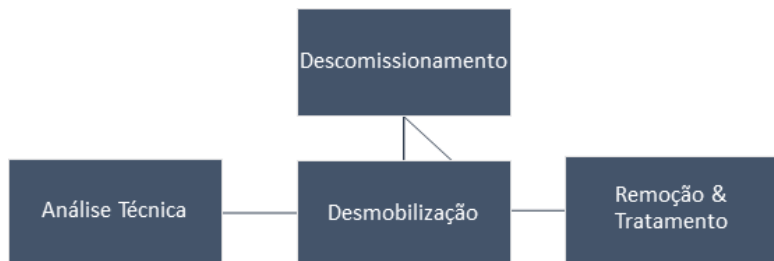 Descomissionamento
Análise Técnica
Desmobilização
Remoção &
Tratamento